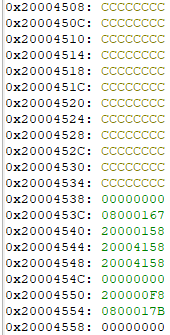 0x20004508: CCCCCCCC
0x2000450C: CCCCCCCC
0x20004510: CCCCCCCC
0x20004514: CCCCCCCC
0x20004518: CCCCCCCC
0x2000451C: CCCCCCCC
0x20004520: CCCCCCCC
0x20004524: CCCCCCCC
0x20004528: CCCCCCCC
0x2000452C: CCCCCCCC
0x20004530: CCCCCCCC
0x20004534: CCCCCCCC
0x20004538: 00000000
0x2000453C: 08000167
0x20004540: 20000158
0x20004544: 20004158
0x20004548: 20004158
0x2000454C: 00000000
0x20004550: 200000F8
0x20004554: 0800017B
0x20004558: 00000000